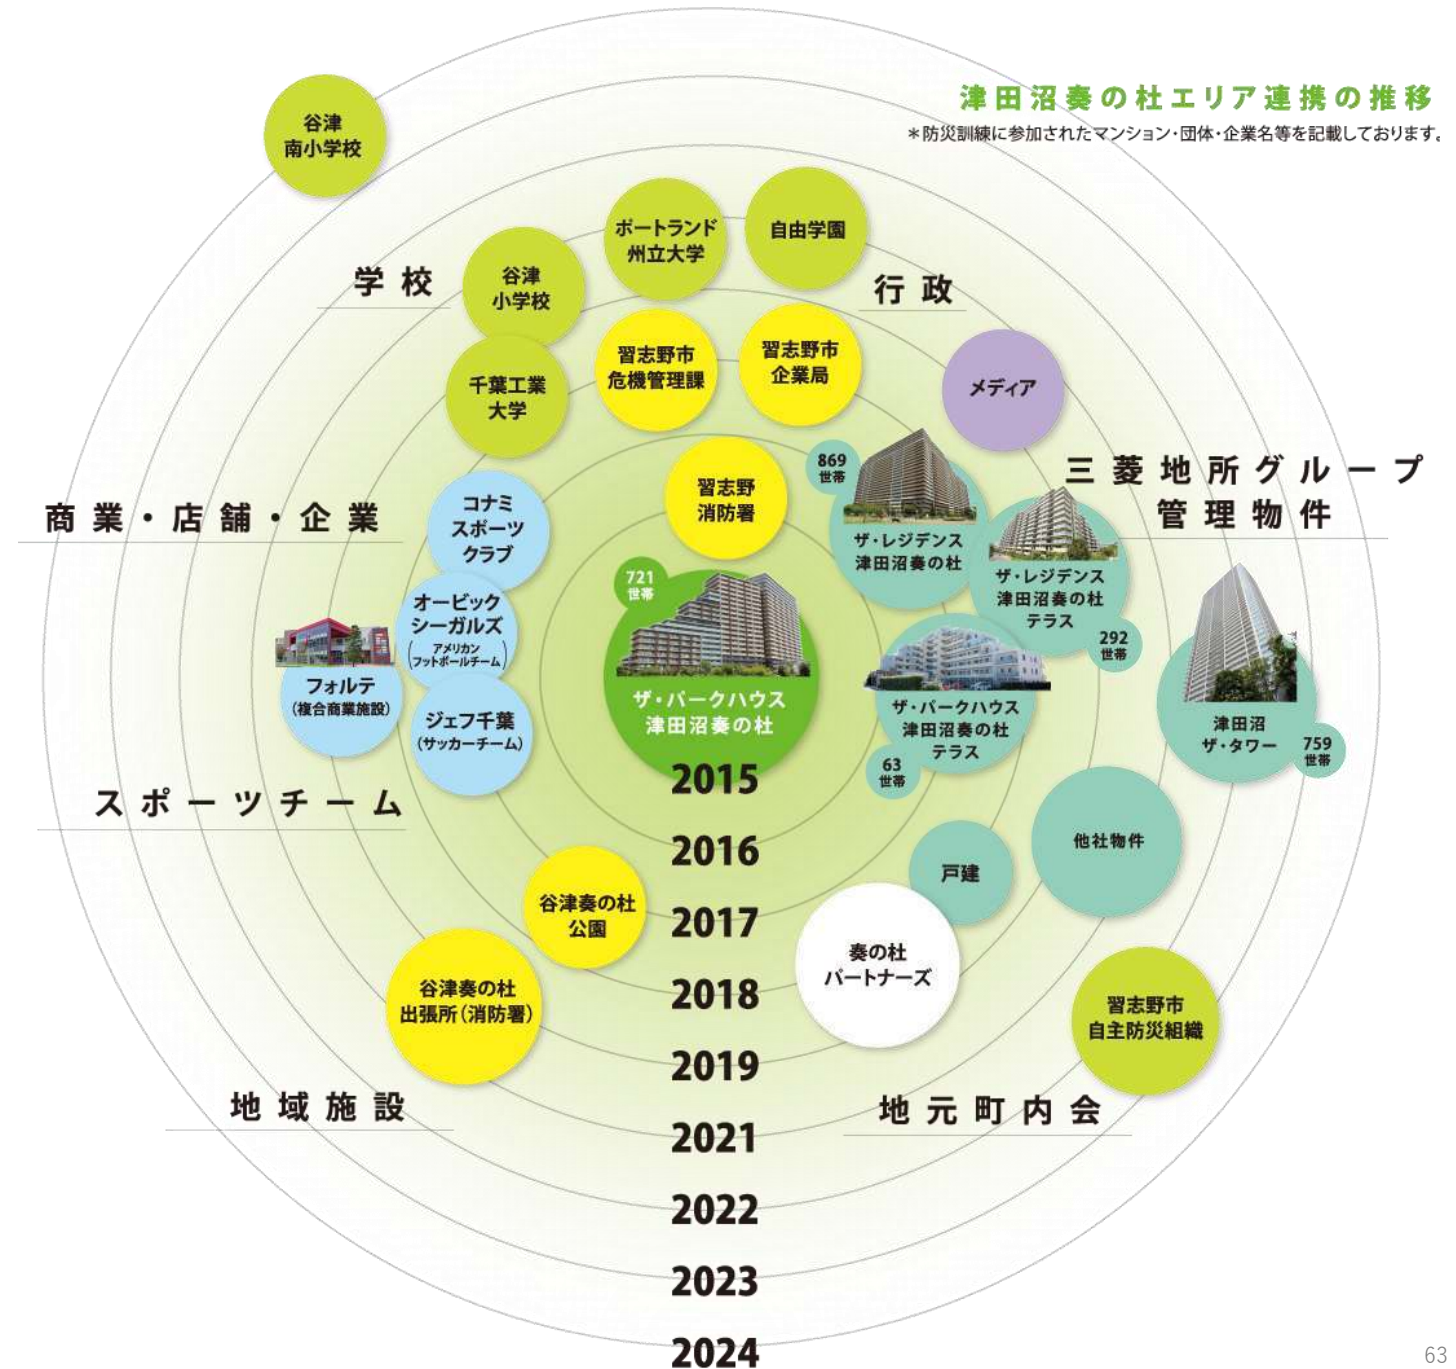 津田沼奏の杜エリア連携の推移
＊防災訓練に参加されたマンション・団体・企業名等を記載しております。
谷津
南小学校
学校
谷津
小学校
千葉工業
大学
ポートランド
州立大学
自由学園
行政
習志野市
危機管理課
習志野市
企業局
習志野
消防署
メディア
三菱地所グループ
管理物件
869
世帯
ザ・レジデンス
津田沼奏の杜
ザ・レジデンス
津田沼奏の杜
テラス
292
世帯
商業・店舗・企業
コナミ
スポーツ
クラブ
オービック
シーガルズ
(アメリカン
フットボールチーム)
フォルテ
(複合商業施設)
ジェフ千葉
(サッカーチーム)
スポーツチーム
721
世帯
ザ・パークハウス
津田沼奏の杜
ザ・パークハウス
津田沼奏の杜
テラス
63
世帯
津田沼
ザ・タワー
759
世帯
他社物件
戸建
奏の杜
パートナーズ
習志野市
自主防災組織
地元町内会
谷津奏の杜
公園
谷津奏の杜
出張所(消防署)
地域施設
2015
2016
2017
2018
2019
2021
2022
2023
2024
63